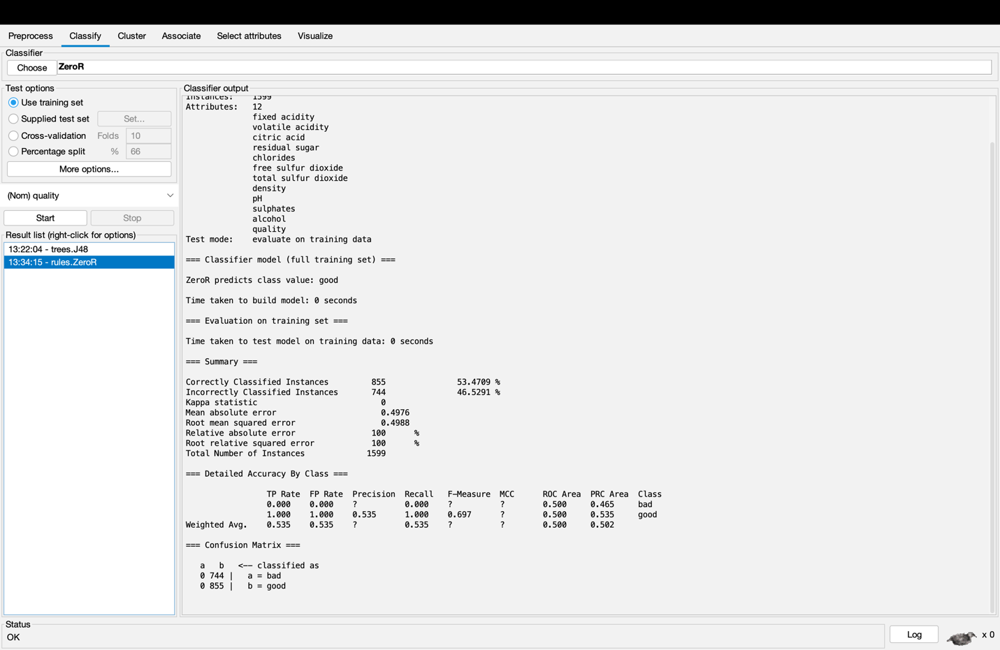 Preprocess Classify Cluster Associate Select attributes Visualize
Classifier
Choose ZeroR
Test options
Use training set
Supplied test set Set...
Cross-validation Folds 10
Percentage split % 66
More options...
(Nom) quality
Start Stop
Result list (right-click for options)
13:22:04 - trees.J48
13:34:15 - rules.ZeroR
Classifier output
Instances: 1599
Attributes: 12
fixed acidity
volatile acidity
citric acid
residual sugar
chlorides
free sulfur dioxide
total sulfur dioxide
density
pH
sulphates
alcohol
quality
Test mode: evaluate on training data
=== Classifier model (full training set) ===
ZeroR predicts class value: good
Time taken to build model: 0 seconds
=== Evaluation on training set ===
Time taken to test model on training data: 0 seconds
=== Summary ===
Correctly Classified Instances 855 53.4709 %
Incorrectly Classified Instances 744 46.5291 %
Kappa statistic 0
Mean absolute error 0.4976
Root mean squared error 0.4988
Relative absolute error 100 %
Root relative squared error 100 %
Total Number of Instances 1599
=== Detailed Accuracy By Class ===
TP Rate FP Rate Precision Recall F-Measure MCC ROC Area PRC Area Class
0.000 0.000 ? 0.000 ? ? 0.500 0.465 bad
1.000 1.000 0.535 1.000 0.697 ? 0.500 0.535 good
Weighted Avg. 0.535 0.535 ? 0.535 ? ? 0.500 0.502
=== Confusion Matrix ===
a b <-- classified as
0 744 | a = bad
0 855 | b = good
Status
OK
Log x 0